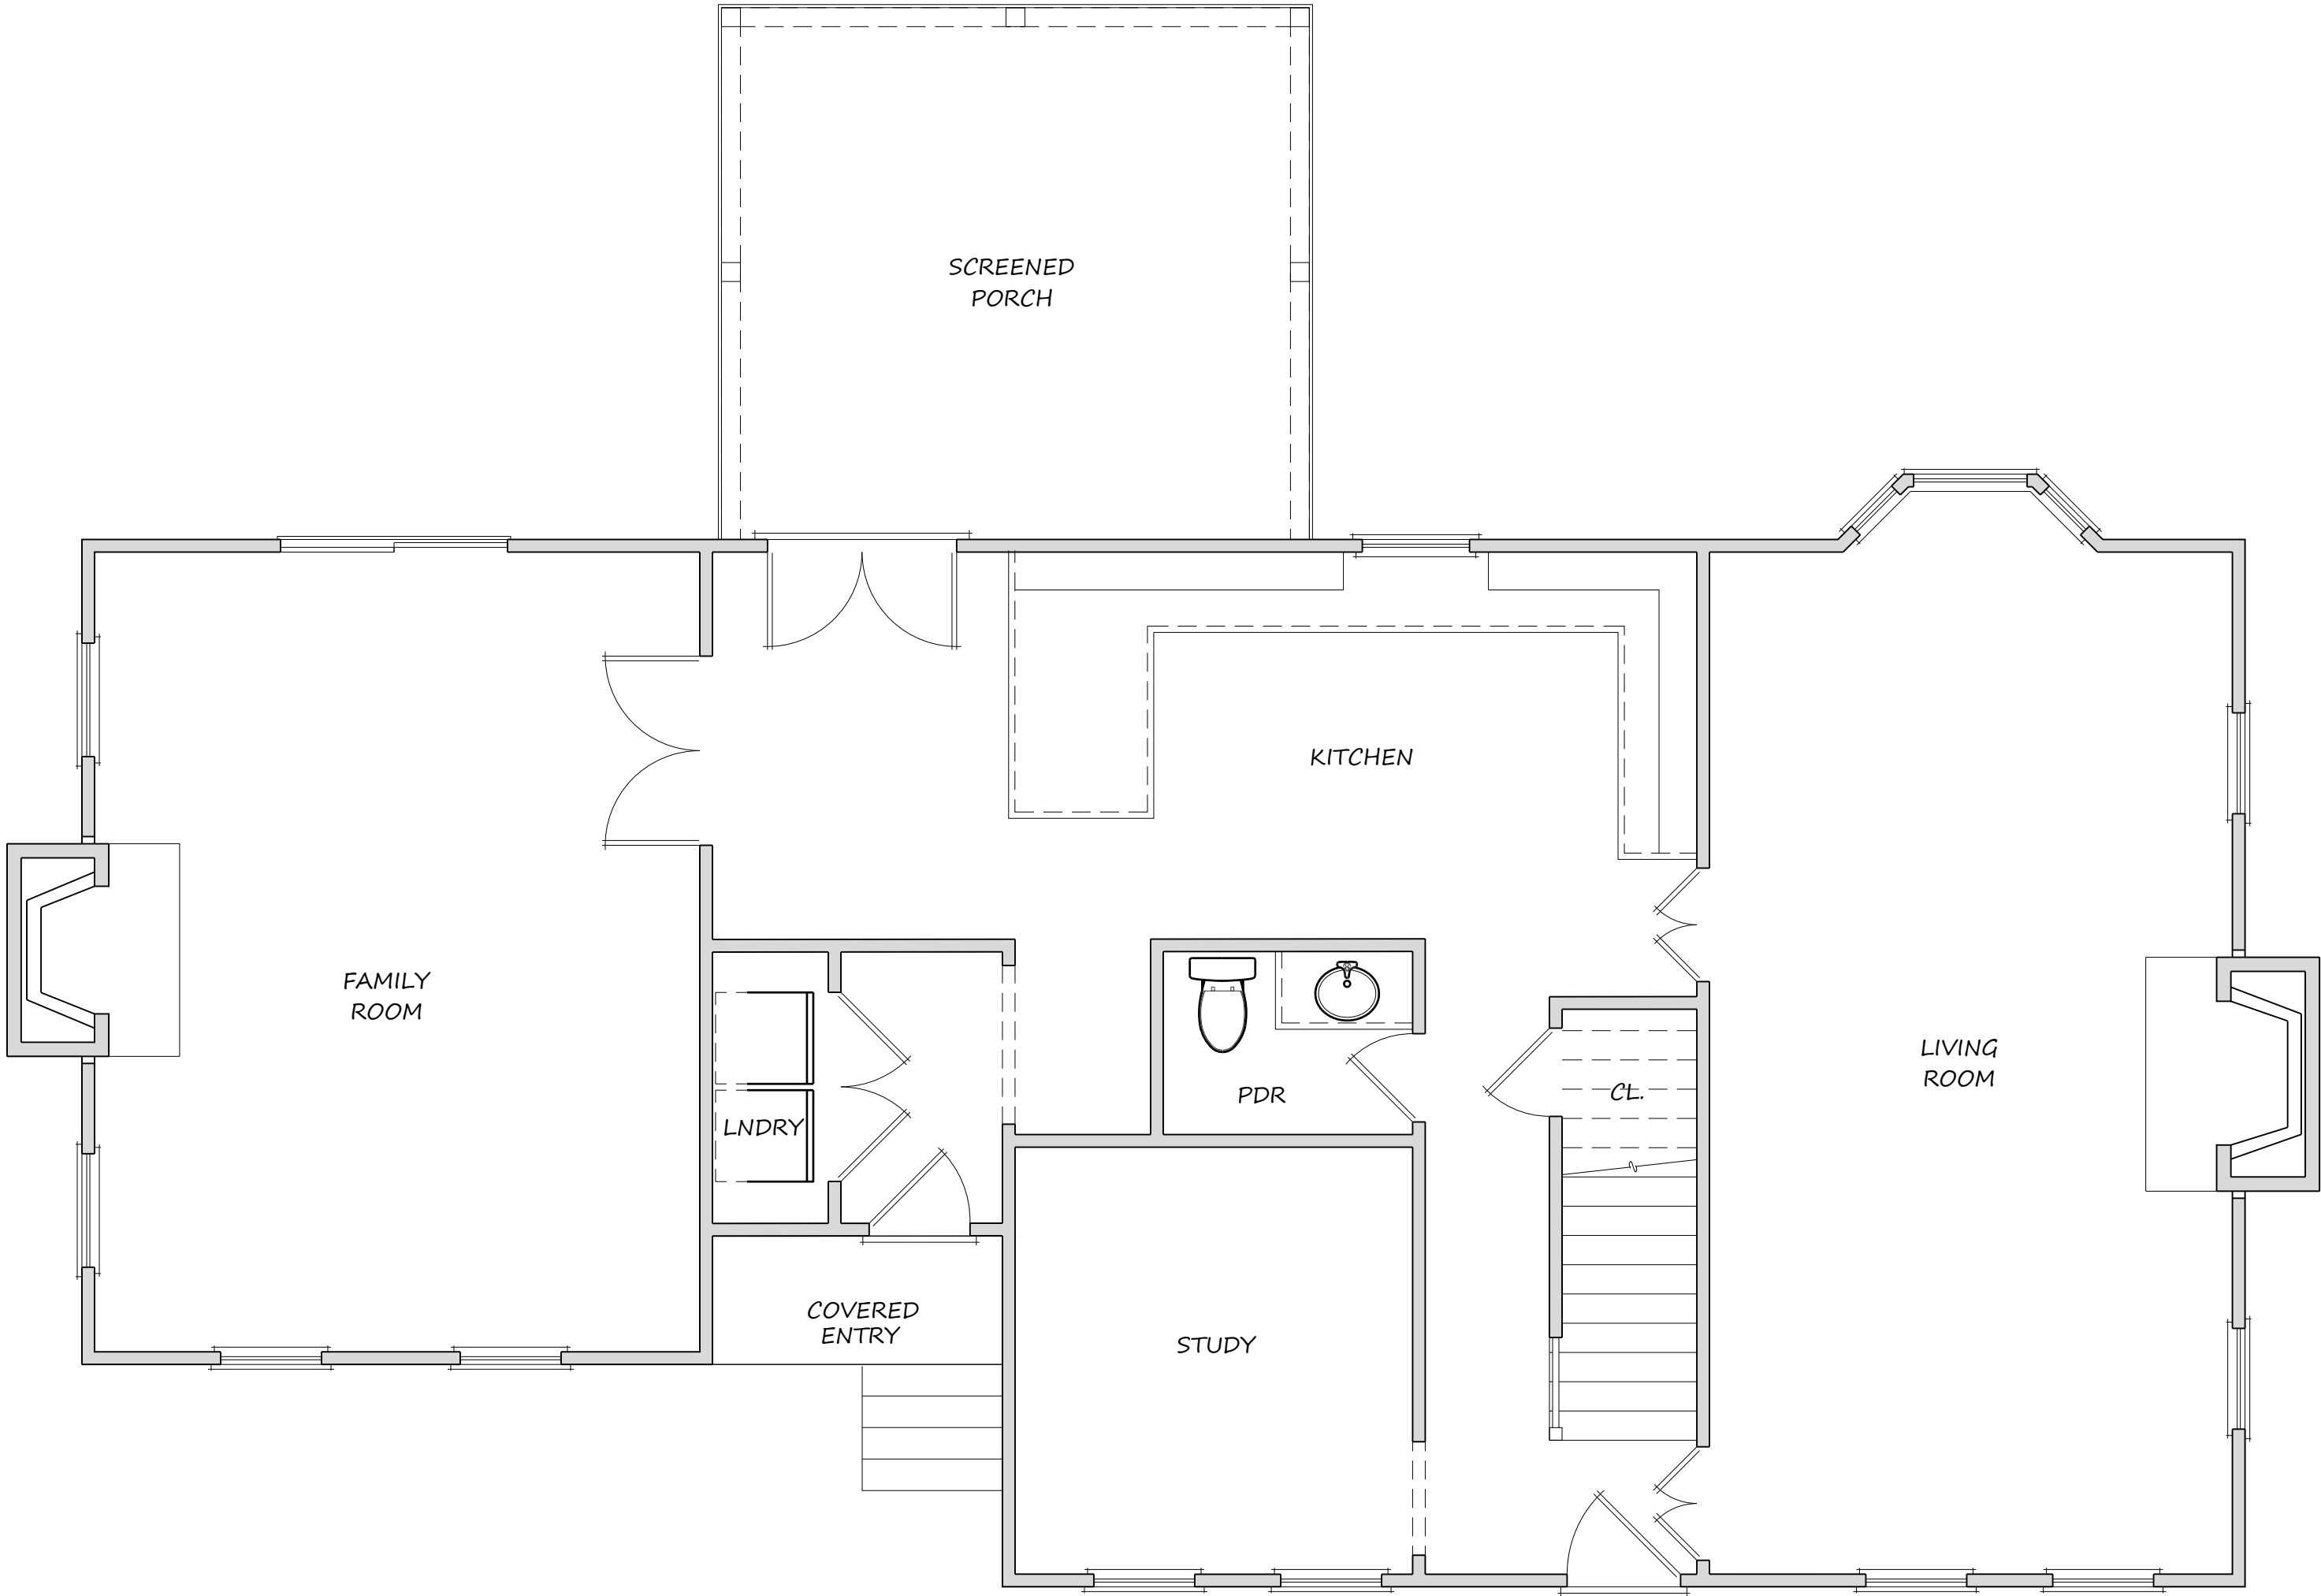 SCREENED
PORCH
KITCHEN
FAMILY
ROOM
LIVING
ROOM
PDR
CL.
LNDRY
COVERED
ENTRY
STUDY